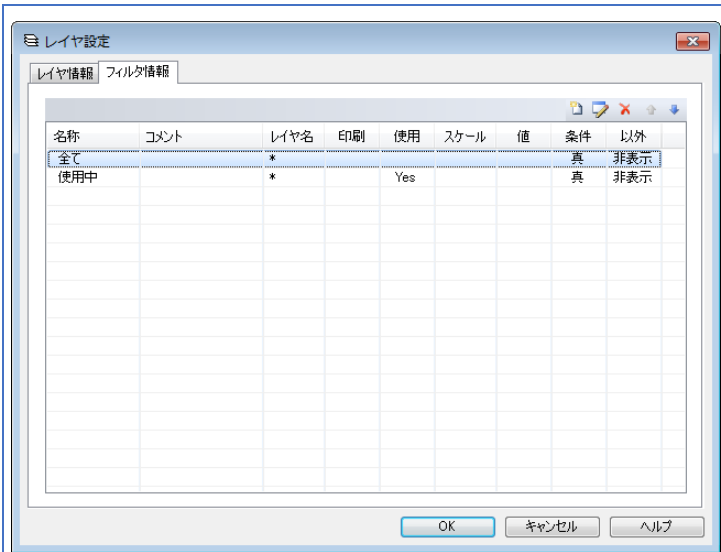 レイヤ設定
レイヤ情報 フィルタ情報
名称 コメント レイヤ名 印刷 使用 スケール 値 条件 以外
全て * 真 非表示
使用中 * Yes 真 非表示
OK キャンセル ヘルプ